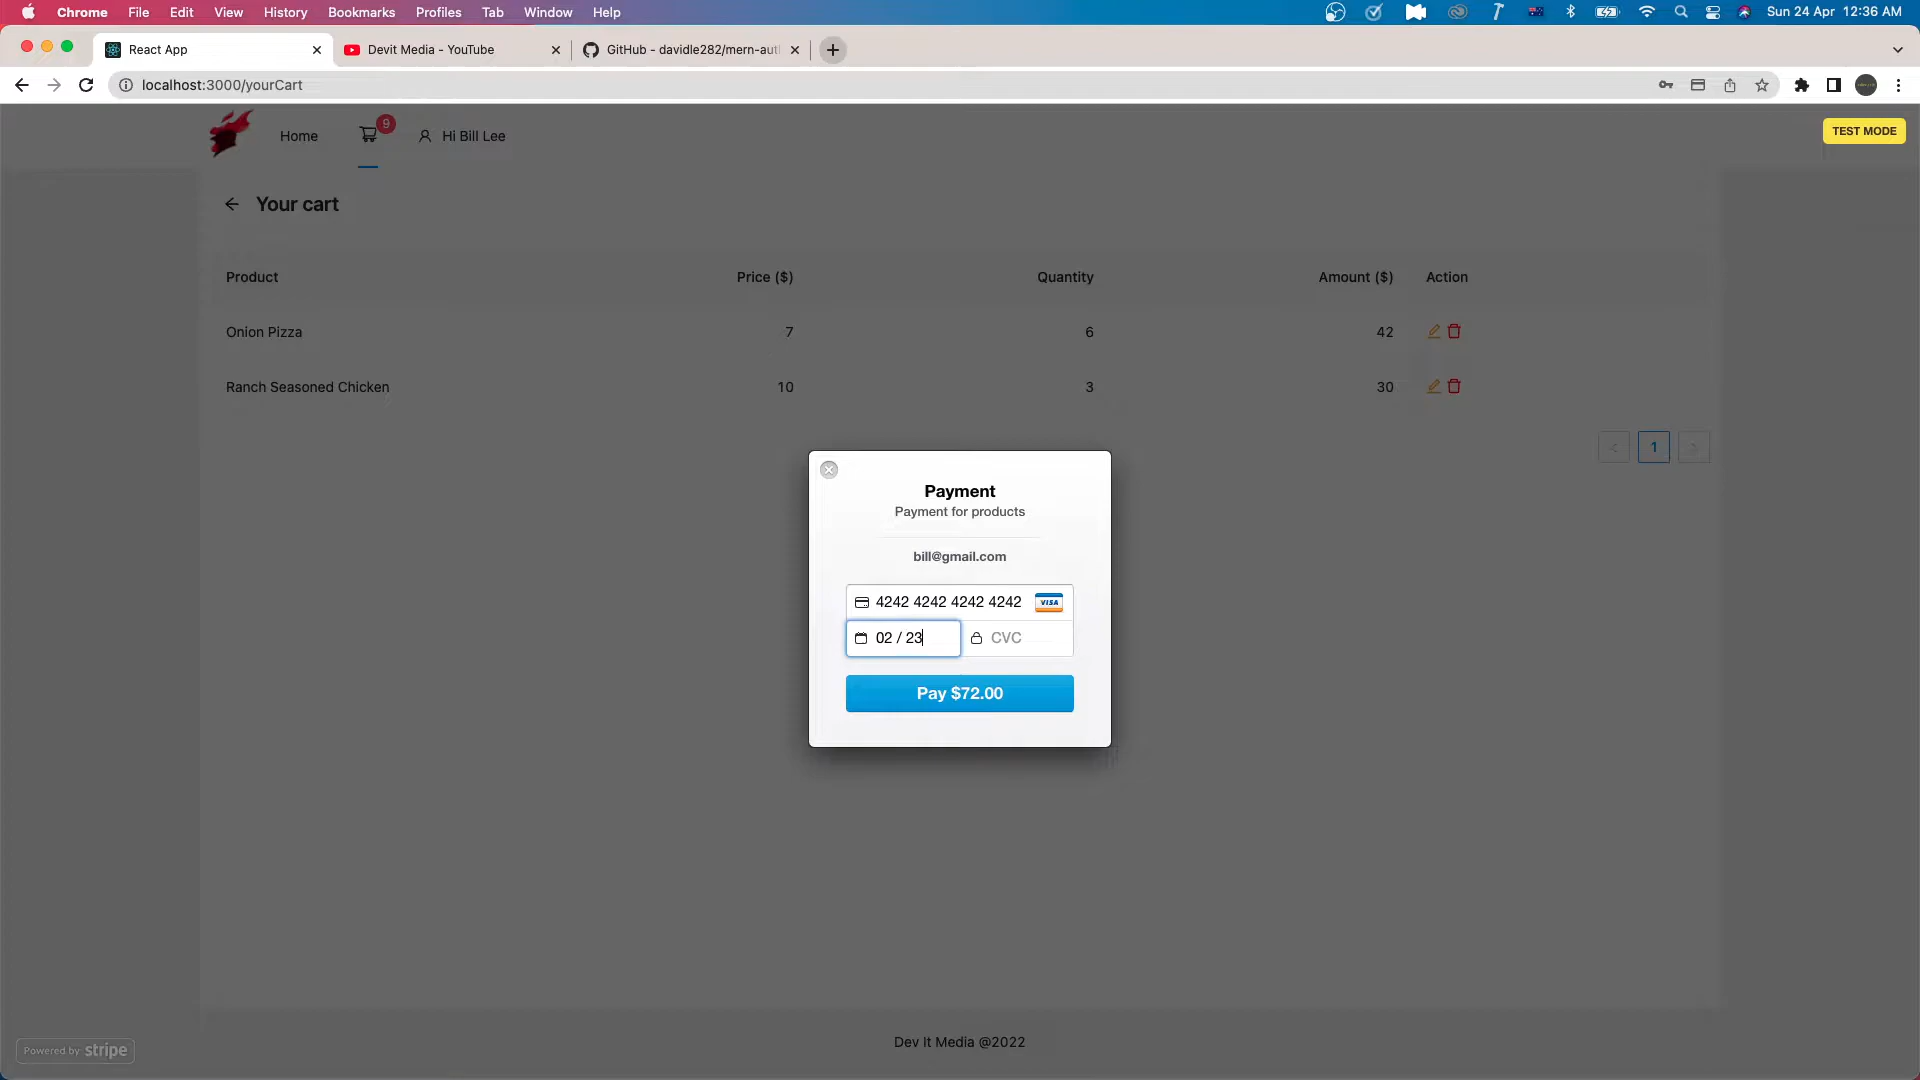 Chrome File Edit View History Bookmarks Profiles Tab Window Help Sun 24 Apr 12:36 AM
React App Devit Media - YouTube GitHub - davidle282/mern-aut
localhost:3000/yourCart
Home 9 Hi Bill Lee TEST MODE
Your cart
Product Price ($) Quantity Amount ($) Action
Onion Pizza 7 6 42
Ranch Seasoned Chicken 10 3 30
< 1 >
Payment
Payment for products
bill@gmail.com
4242 4242 4242 4242 VISA
02 / 23 CVC
Pay $72.00
Dev It Media @2022
Powered by stripe